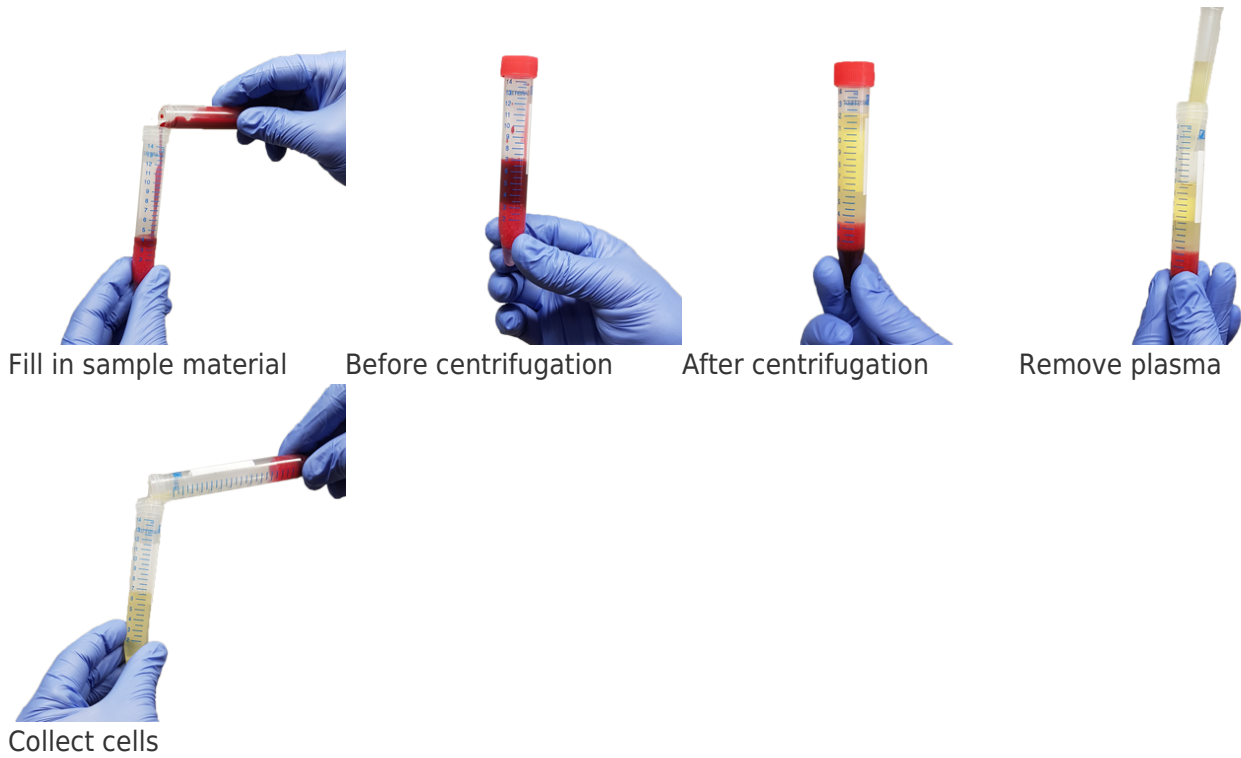 Fill in sample material
Before centrifugation
After centrifugation
Remove plasma
Collect cells